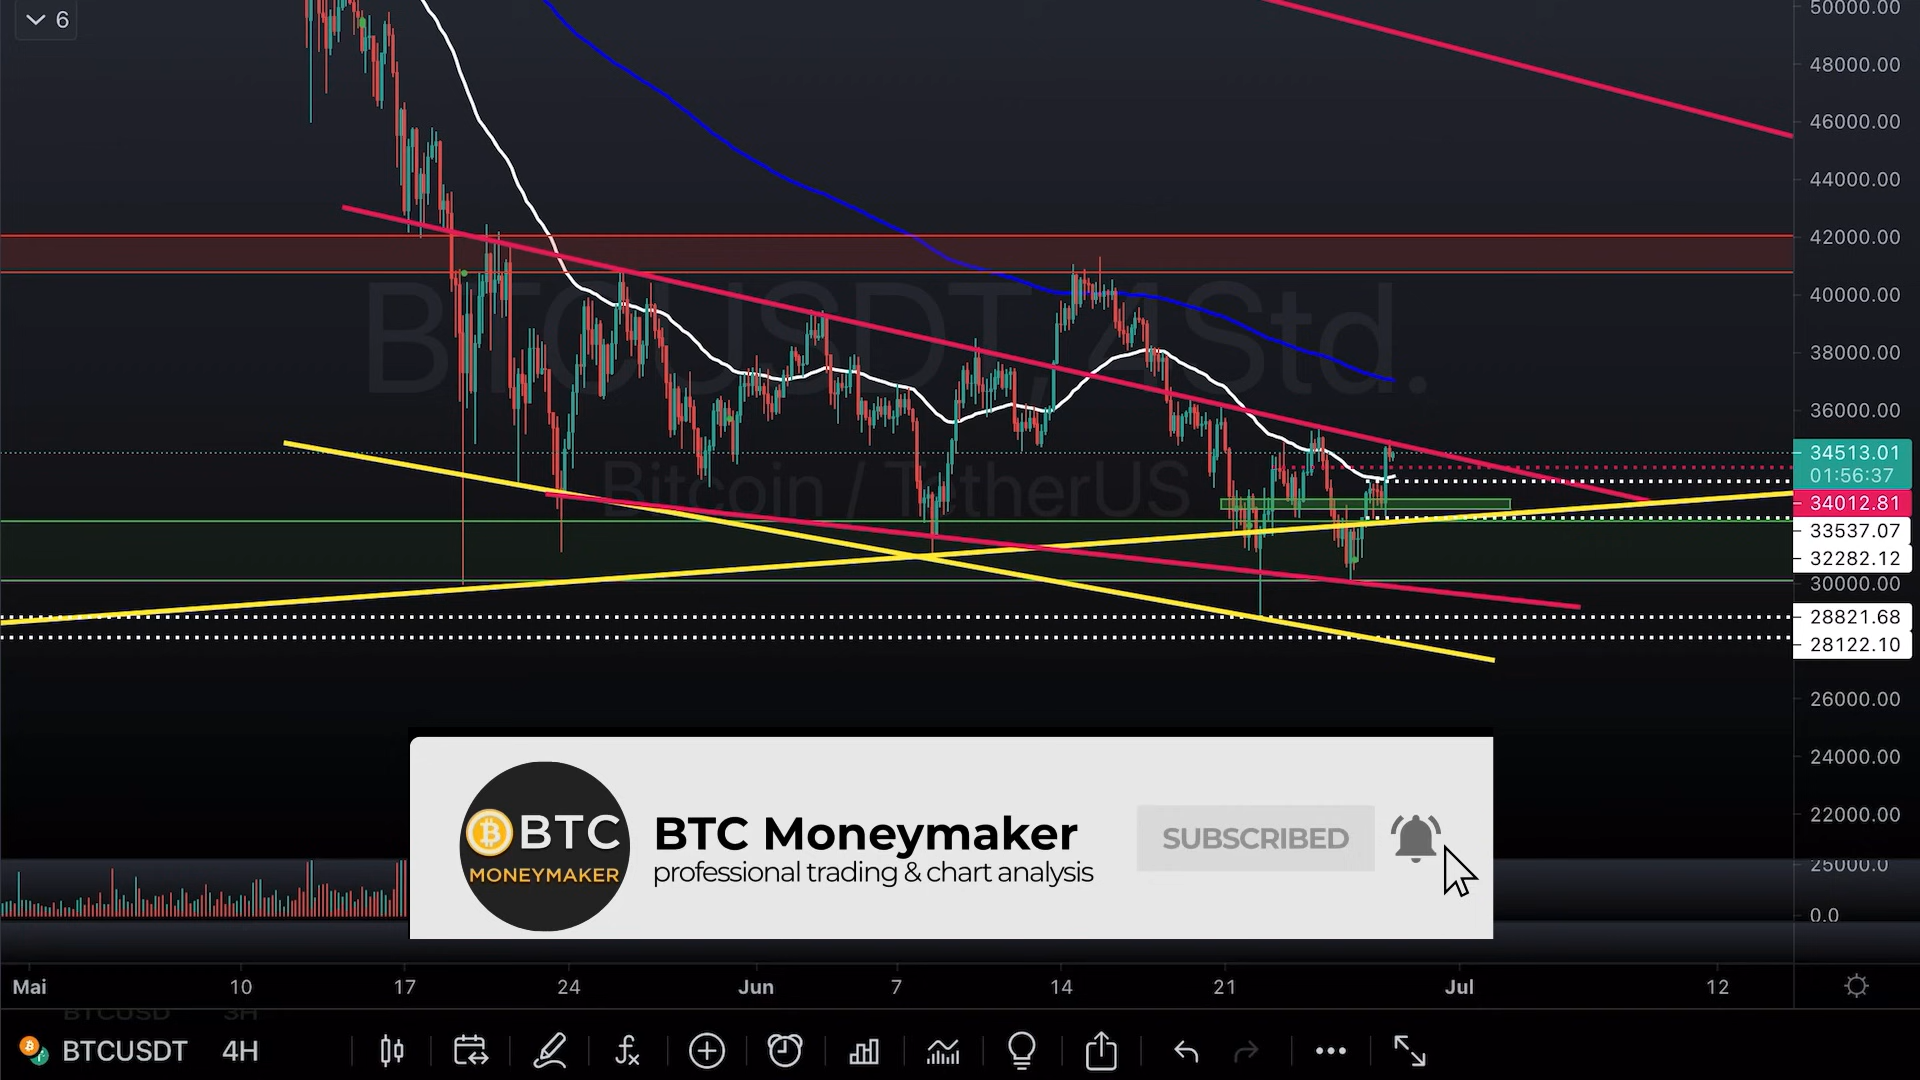 6
50000.00
48000.00
46000.00
44000.00
42000.00
40000.00
38000.00
36000.00
34513.01
01:56:37
34012.81
33537.07
32282.12
30000.00
28821.68
28122.10
26000.00
24000.00
22000.00
25000.0
0.0
BTCUSDT, 4Std.
Bitcoin / TetherUS
BTC
MONEYMAKER
BTC Moneymaker
professional trading & chart analysis
SUBSCRIBED
Mai 10 17 24 Jun 7 14 21 Jul 12
BTCUSD 3H
BTCUSDT 4H